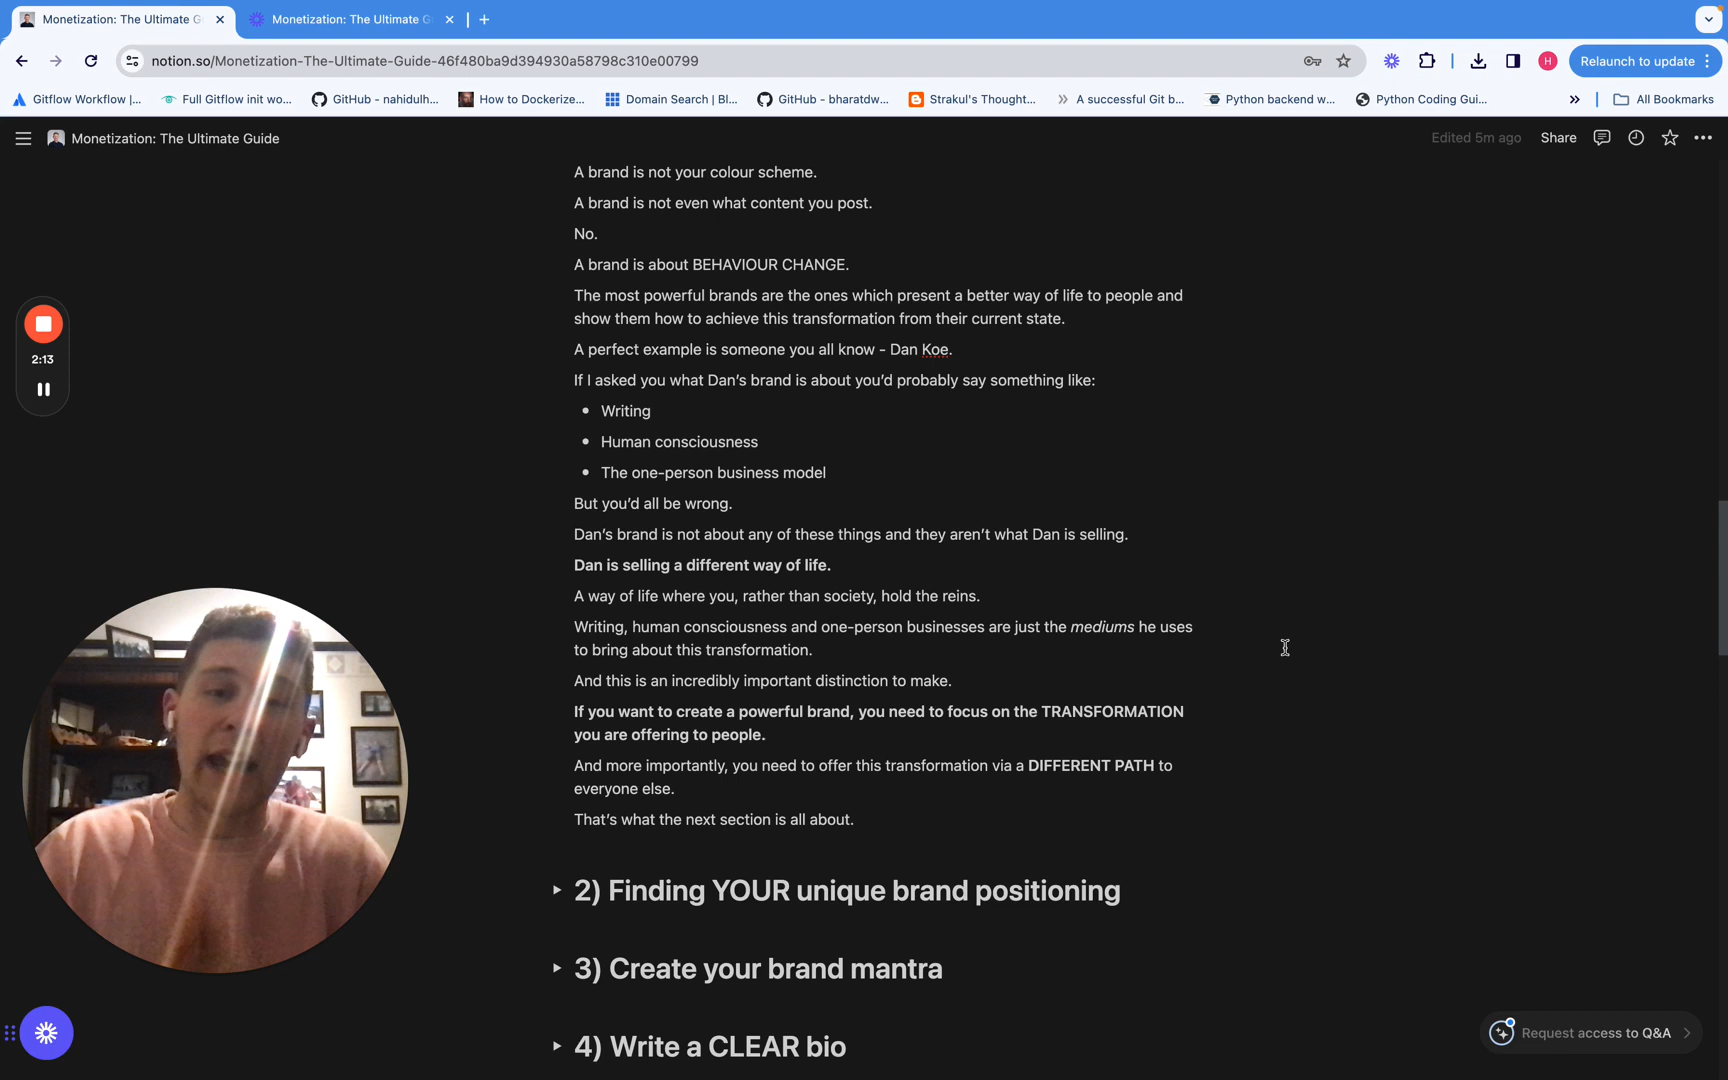 Monetization: The Ultimate G
Monetization: The Ultimate G
notion.so/Monetization-The-Ultimate-Guide-46f480ba9d394930a58798c310e00799
H
Relaunch to update
Gitflow Workflow |...
Full Gitflow init wo...
GitHub - nahidulh...
How to Dockerize...
Domain Search | Bl...
GitHub - bharatdw...
Strakul's Thought...
A successful Git b...
Python backend w...
Python Coding Gui...
All Bookmarks
Monetization: The Ultimate Guide
Edited 5m ago
Share
A brand is not your colour scheme.
A brand is not even what content you post.
No.
A brand is about BEHAVIOUR CHANGE.
The most powerful brands are the ones which present a better way of life to people and
show them how to achieve this transformation from their current state.
2:13
A perfect example is someone you all know - Dan Koe.
If I asked you what Dan’s brand is about you’d probably say something like:
• Writing
• Human consciousness
• The one-person business model
But you’d all be wrong.
Dan’s brand is not about any of these things and they aren’t what Dan is selling.
Dan is selling a different way of life.
A way of life where you, rather than society, hold the reins.
Writing, human consciousness and one-person businesses are just the mediums he uses
to bring about this transformation.
And this is an incredibly important distinction to make.
If you want to create a powerful brand, you need to focus on the TRANSFORMATION
you are offering to people.
And more importantly, you need to offer this transformation via a DIFFERENT PATH to
everyone else.
That’s what the next section is all about.
2) Finding YOUR unique brand positioning
3) Create your brand mantra
4) Write a CLEAR bio
Request access to Q&A